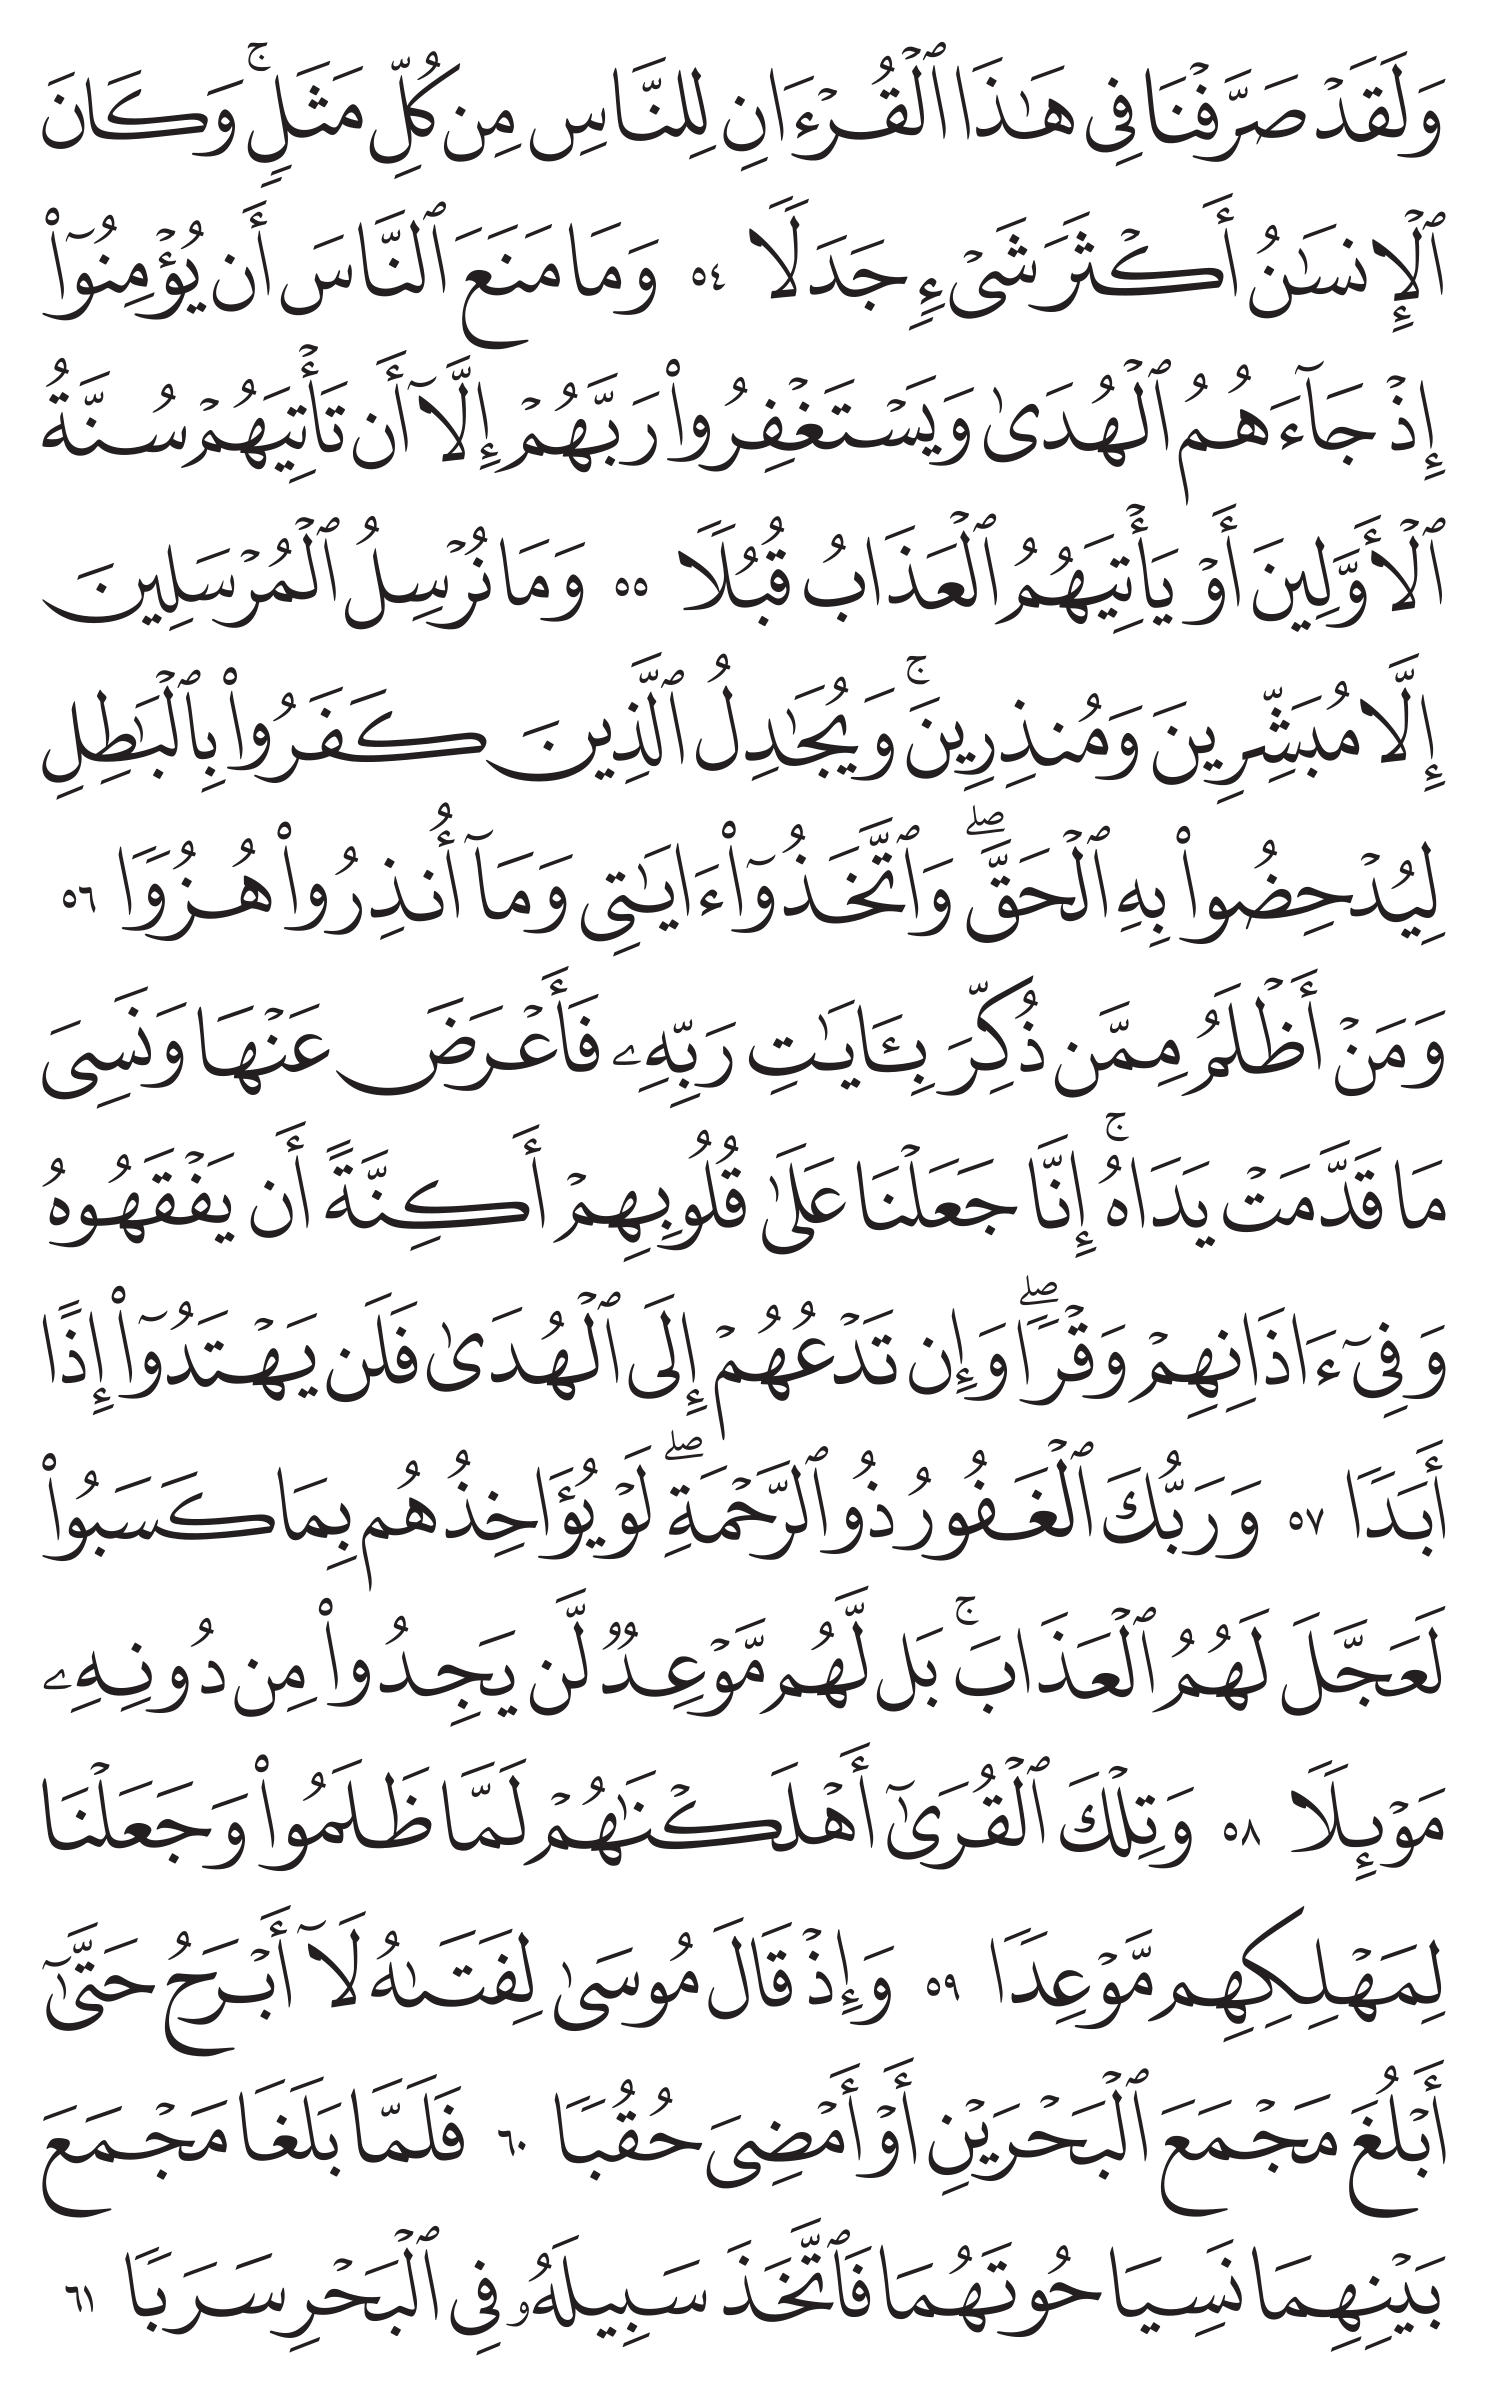 وَلَقَدۡ صَرَّفۡنَا فِي هَٰذَا ٱلۡقُرۡءَانِ لِلنَّاسِ مِن كُلِّ مَثَلٖۚ وَكَانَ
ٱلۡإِنسَٰنُ أَكۡثَرَ شَيۡءٖ جَدَلٗا ٥٤ وَمَا مَنَعَ ٱلنَّاسَ أَن يُؤۡمِنُوٓاْ
إِذۡ جَآءَهُمُ ٱلۡهُدَىٰ وَيَسۡتَغۡفِرُواْ رَبَّهُمۡ إِلَّآ أَن تَأۡتِيَهُمۡ سُنَّةُ
ٱلۡأَوَّلِينَ أَوۡ يَأۡتِيَهُمُ ٱلۡعَذَابُ قُبُلٗا ٥٥ وَمَا نُرۡسِلُ ٱلۡمُرۡسَلِينَ
إِلَّا مُبَشِّرِينَ وَمُنذِرِينَۚ وَيُجَٰدِلُ ٱلَّذِينَ كَفَرُواْ بِٱلۡبَٰطِلِ
لِيُدۡحِضُواْ بِهِ ٱلۡحَقَّۖ وَٱتَّخَذُوٓاْ ءَايَٰتِي وَمَآ أُنذِرُواْ هُزُوٗا ٥٦
وَمَنۡ أَظۡلَمُ مِمَّن ذُكِّرَ بِـَٔايَٰتِ رَبِّهِۦ فَأَعۡرَضَ عَنۡهَا وَنَسِيَ
مَا قَدَّمَتۡ يَدَاهُۚ إِنَّا جَعَلۡنَا عَلَىٰ قُلُوبِهِمۡ أَكِنَّةً أَن يَفۡقَهُوهُ
وَفِيٓ ءَاذَانِهِمۡ وَقۡرٗاۖ وَإِن تَدۡعُهُمۡ إِلَى ٱلۡهُدَىٰ فَلَن يَهۡتَدُوٓاْ إِذًا
أَبَدٗا ٥٧ وَرَبُّكَ ٱلۡغَفُورُ ذُو ٱلرَّحۡمَةِۖ لَوۡ يُؤَاخِذُهُم بِمَا كَسَبُواْ
لَعَجَّلَ لَهُمُ ٱلۡعَذَابَۚ بَل لَّهُم مَّوۡعِدٞ لَّن يَجِدُواْ مِن دُونِهِۦ
مَوۡئِلٗا ٥٨ وَتِلۡكَ ٱلۡقُرَىٰٓ أَهۡلَكۡنَٰهُمۡ لَمَّا ظَلَمُواْ وَجَعَلۡنَا
لِمَهۡلِكِهِم مَّوۡعِدٗا ٥٩ وَإِذۡ قَالَ مُوسَىٰ لِفَتَىٰهُ لَآ أَبۡرَحُ حَتَّىٰٓ
أَبۡلُغَ مَجۡمَعَ ٱلۡبَحۡرَيۡنِ أَوۡ أَمۡضِيَ حُقُبٗا ٦٠ فَلَمَّا بَلَغَا مَجۡمَعَ
بَيۡنِهِمَا نَسِيَا حُوتَهُمَا فَٱتَّخَذَ سَبِيلَهُۥ فِي ٱلۡبَحۡرِ سَرَبٗا ٦١